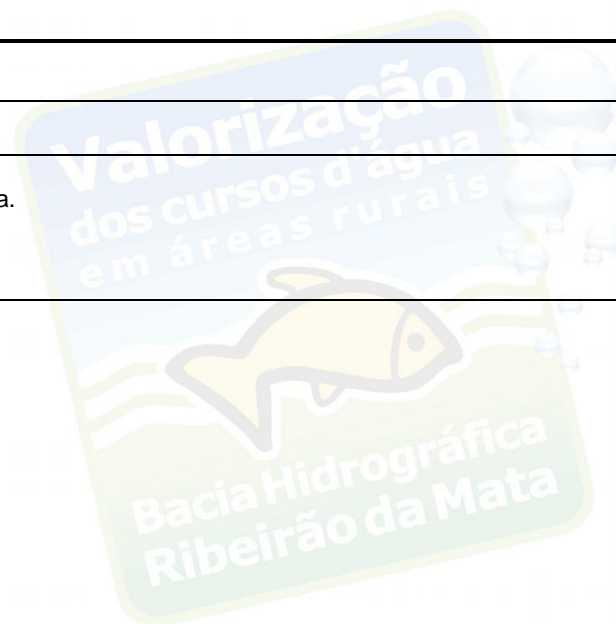 Valorização
dos cursos d'água
em áreas rurais
a.
Bacia Hidrográfica
Ribeirão da Mata